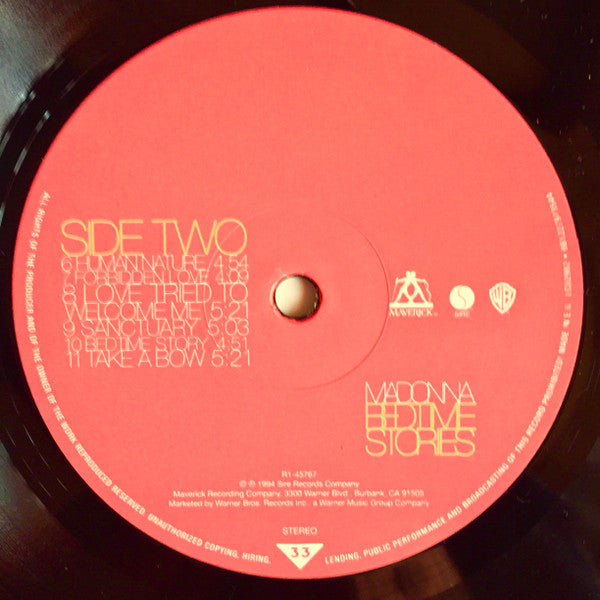 SIDE TWO
6 HUMAN NATURE/4:54
7 FORBIDDEN LOVE/4:09
8 LOVE TRIED TO
WELCOME ME\5:21
9 SANCTUARY\5:03
10 BEDTIME STORY/4:51
11 TAKE A BOW 5:21
MAVERICK
SIRE
WB
MADONNA
BEDTIME
STORIES
R1-45767
© ℗ 1994 Sire Records Company
Maverick Recording Company, 3300 Warner Blvd., Burbank, CA 91505
Marketed by Warner Bros. Records Inc., a Warner Music Group Company
STEREO
33
ALL RIGHTS OF THE PRODUCER AND OF THE OWNER OF THE WORK REPRODUCED RESERVED. UNAUTHORIZED COPYING, HIRING, LENDING, PUBLIC PERFORMANCE AND BROADCASTING OF THIS RECORD PROHIBITED. MADE IN E.U.